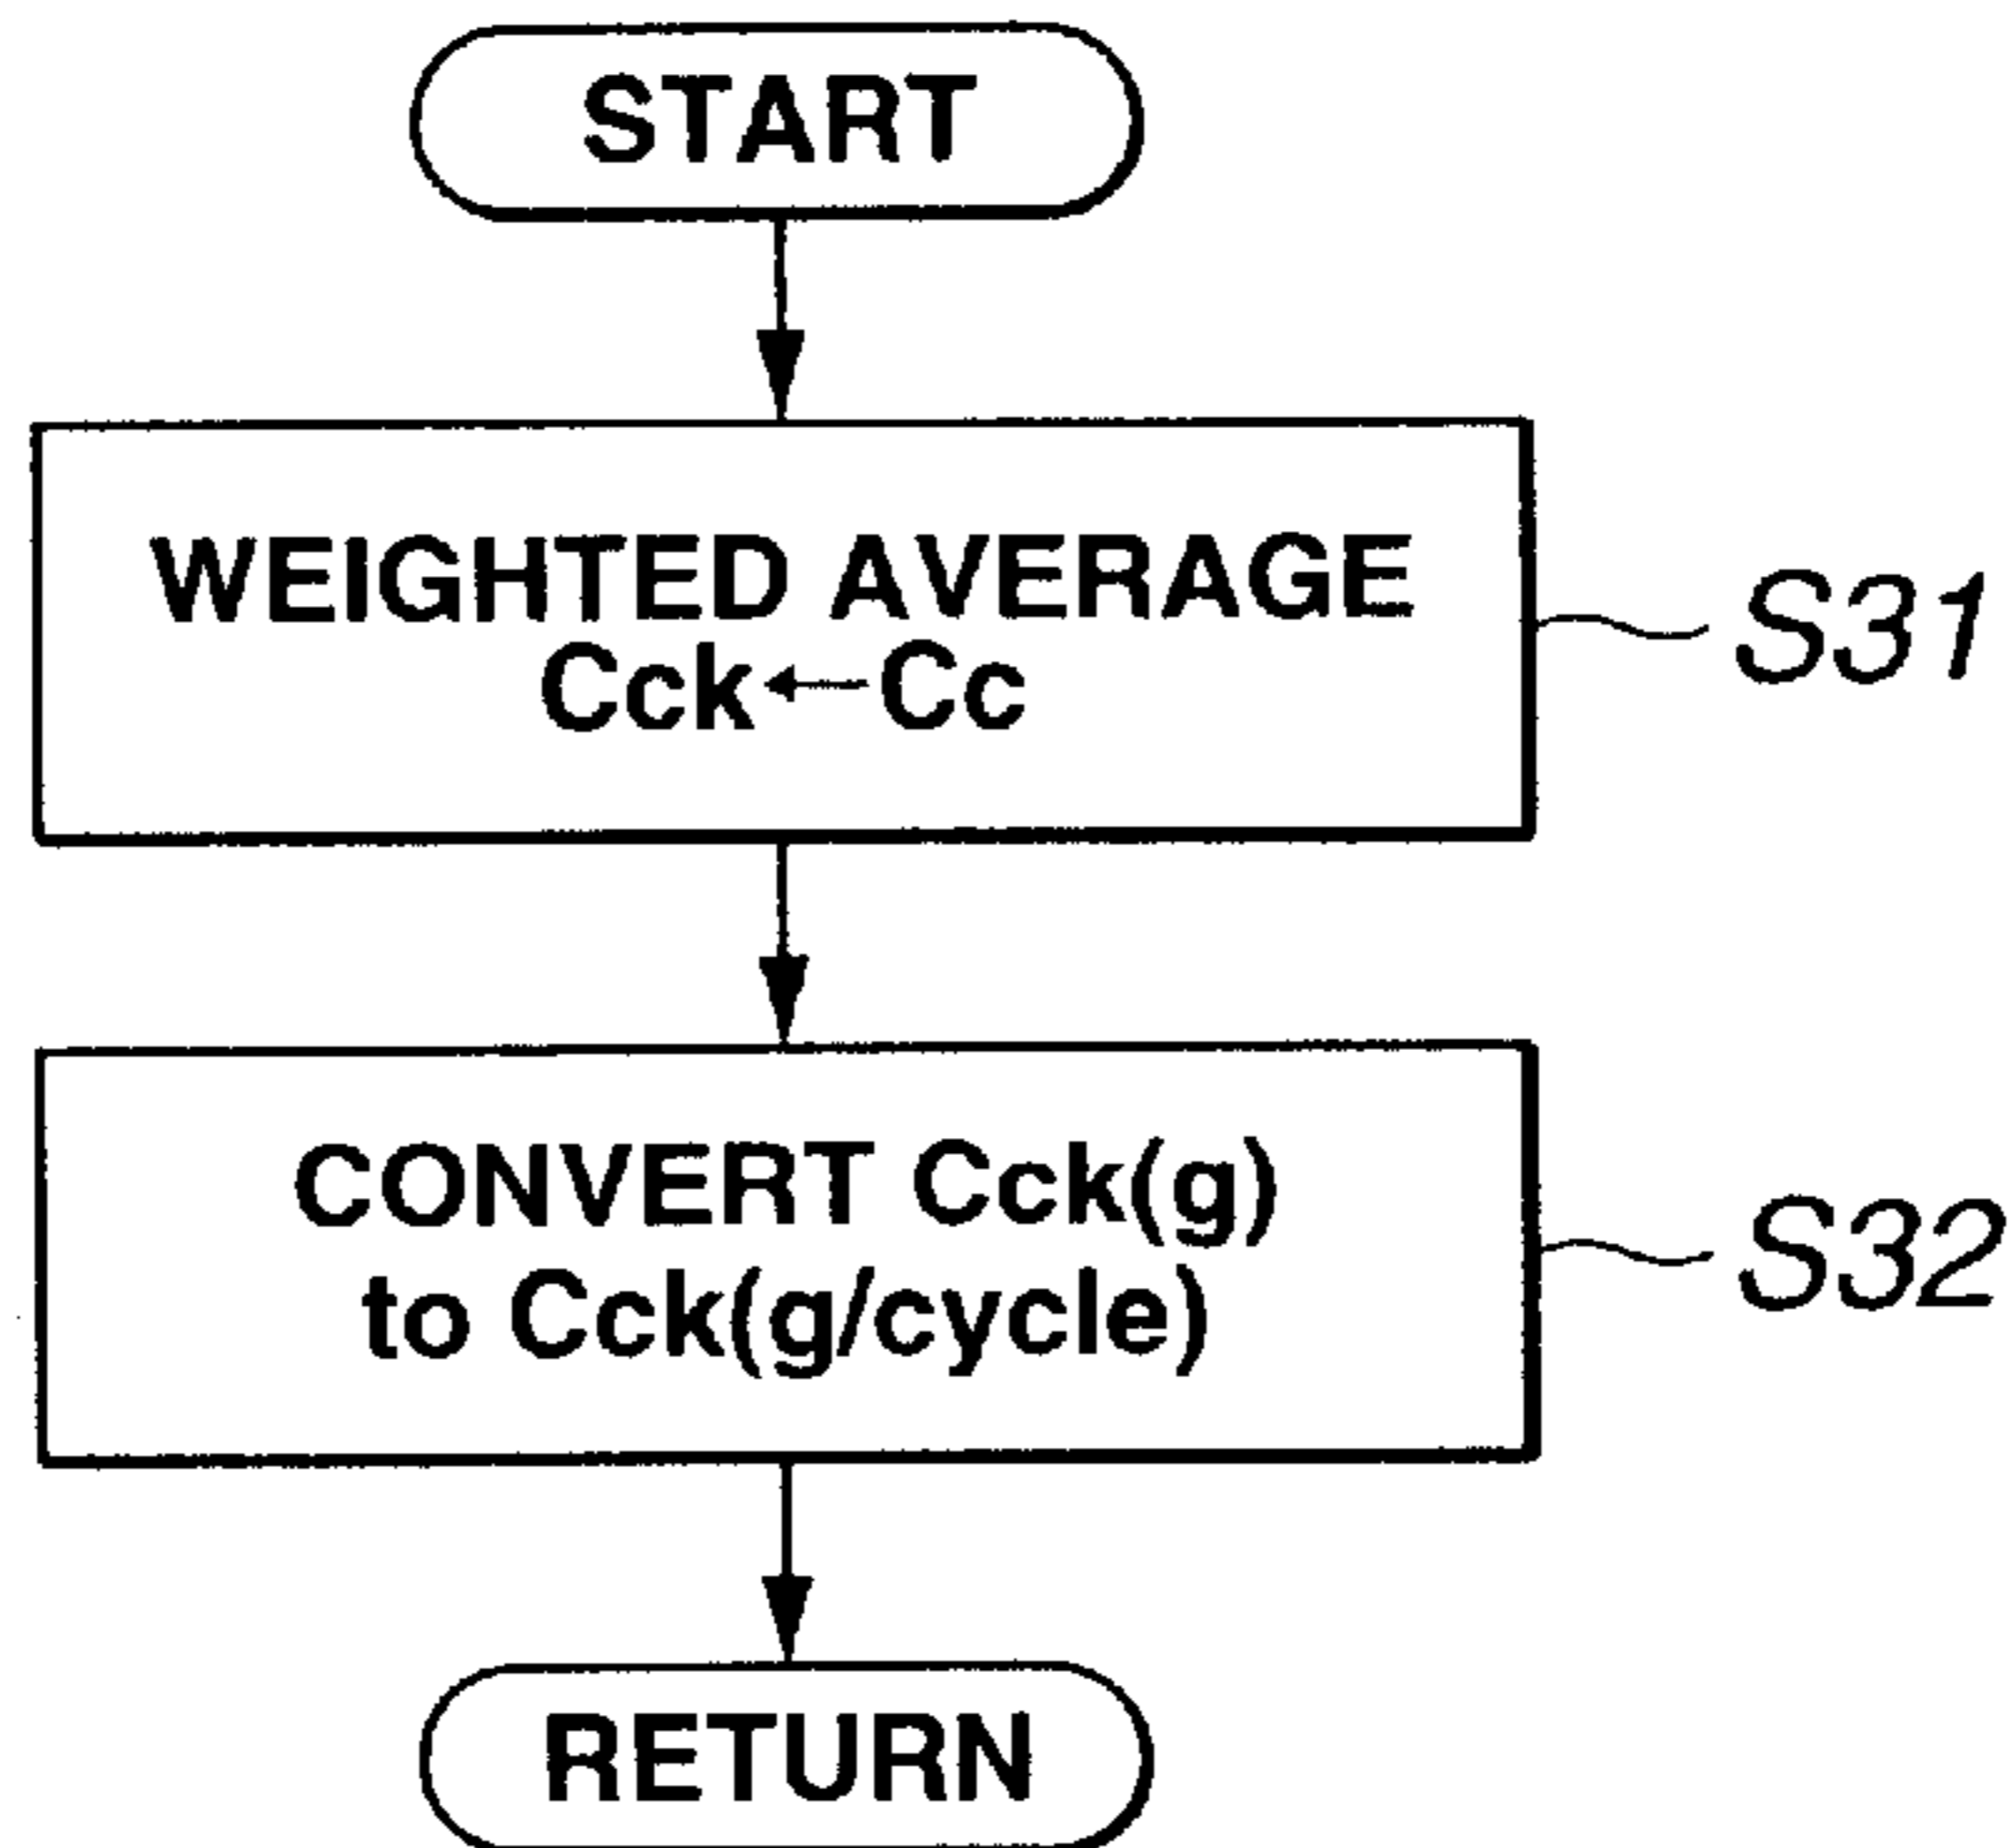 START
WEIGHTED AVERAGE
Cck←Cc
S31
CONVERT Cck(g)
to Cck(g/cycle)
S32
RETURN